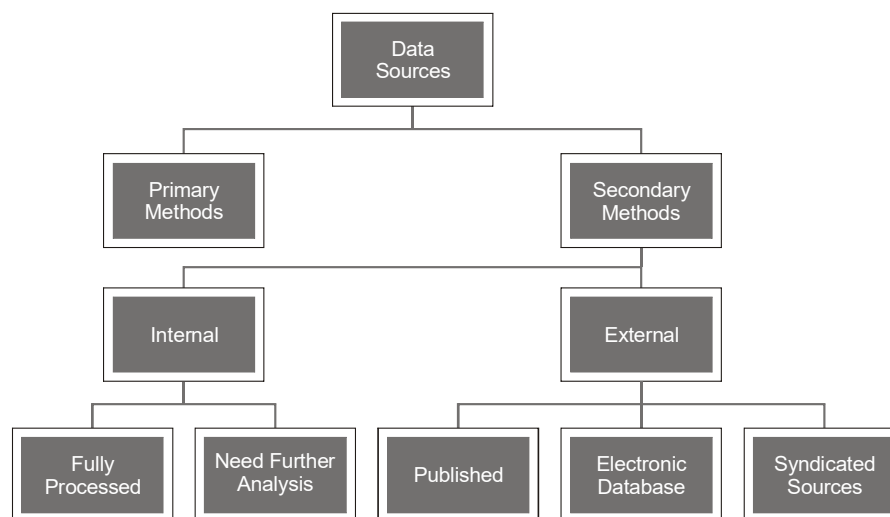 Data
Sources
Primary
Methods
Secondary
Methods
Internal
External
Fully
Processed
Need Further
Analysis
Published
Electronic
Database
Syndicated
Sources